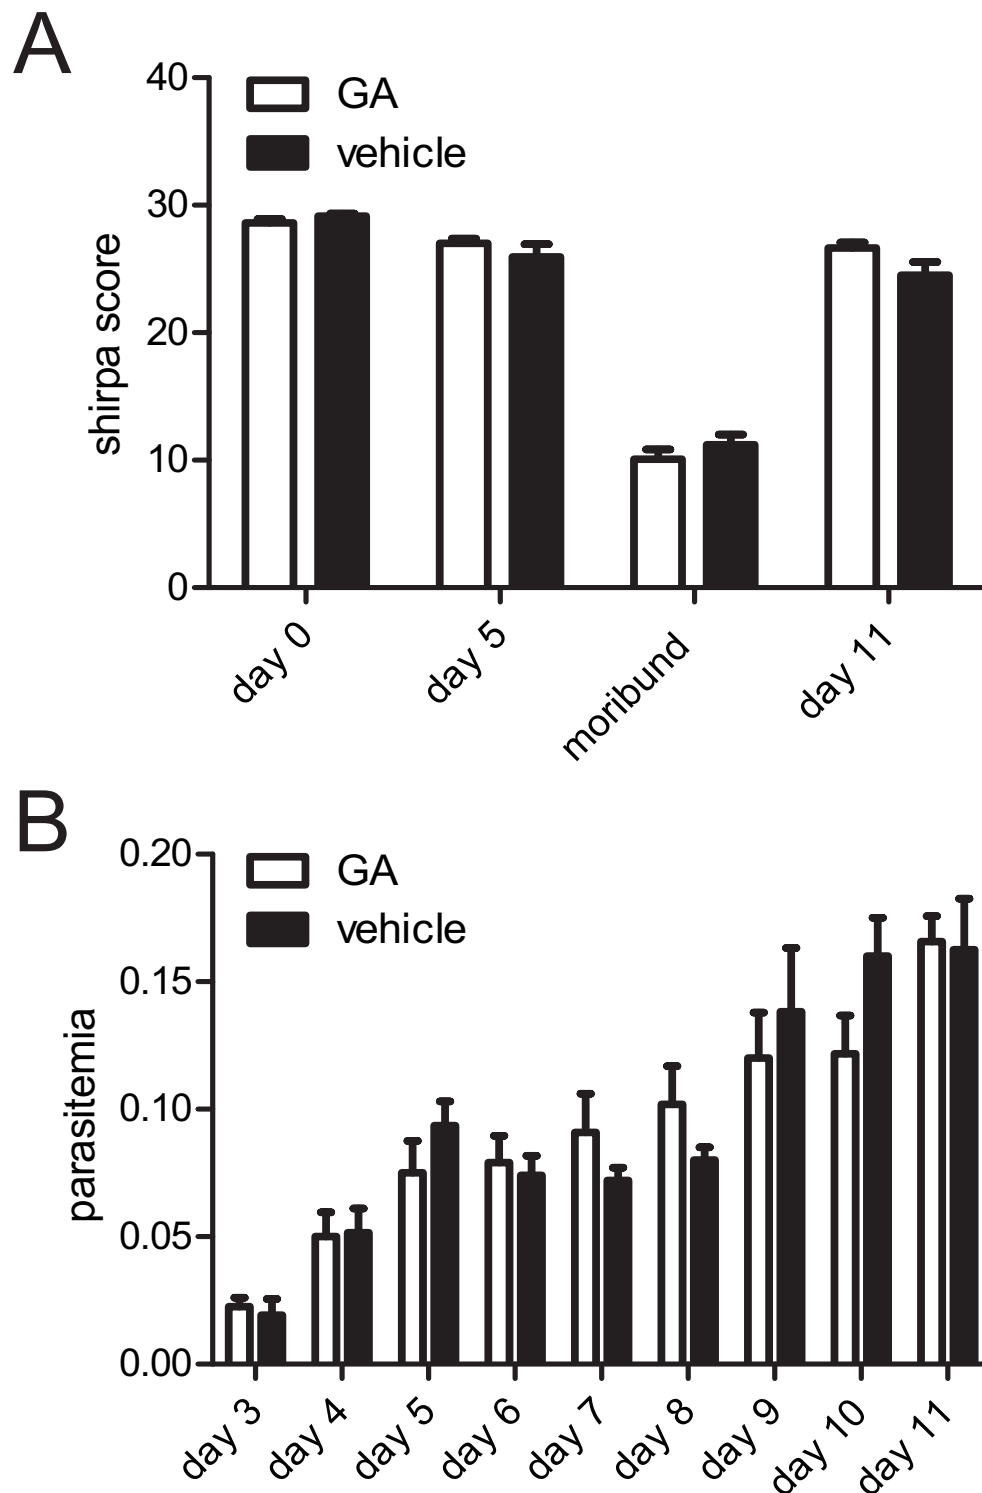 A
40
30
20
10
0
shirpa score
GA
vehicle
day 0
day 5
moribund
day 11
B
0.20
0.15
0.10
0.05
0.00
parasitemia
GA
vehicle
day 3
day 4
day 5
day 6
day 7
day 8
day 9
day 10
day 11